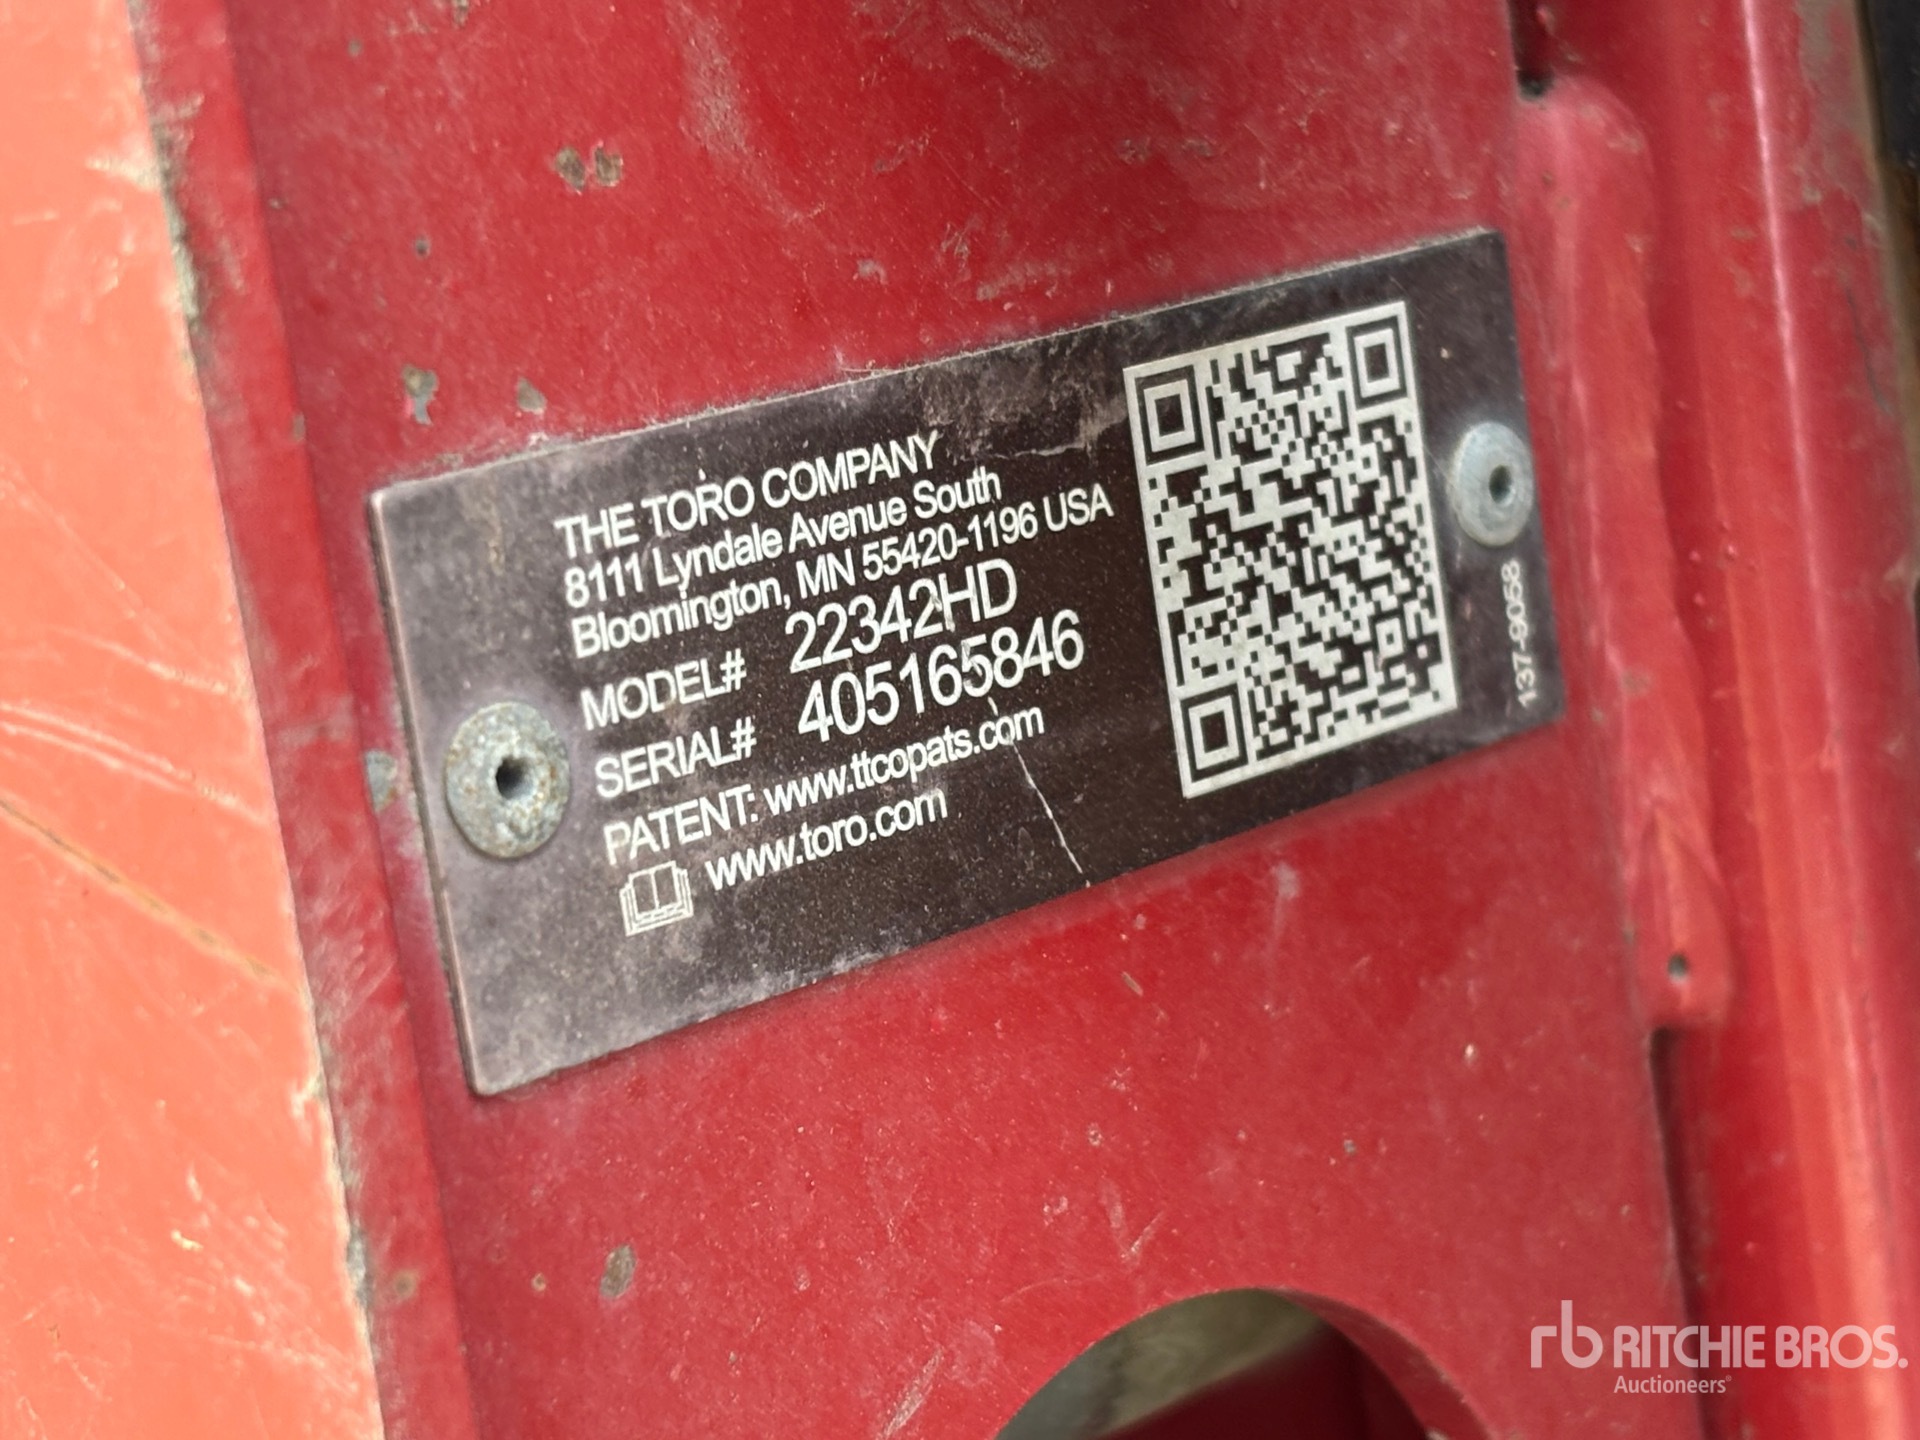 THE TORO COMPANY
8111 Lyndale Avenue South
Bloomington, MN 55420-1196 USA
MODEL# 22342HD
SERIAL# 405165846
PATENT: www.ttcopats.com
www.toro.com
137-9058
rb RITCHIE BROS.
Auctioneers